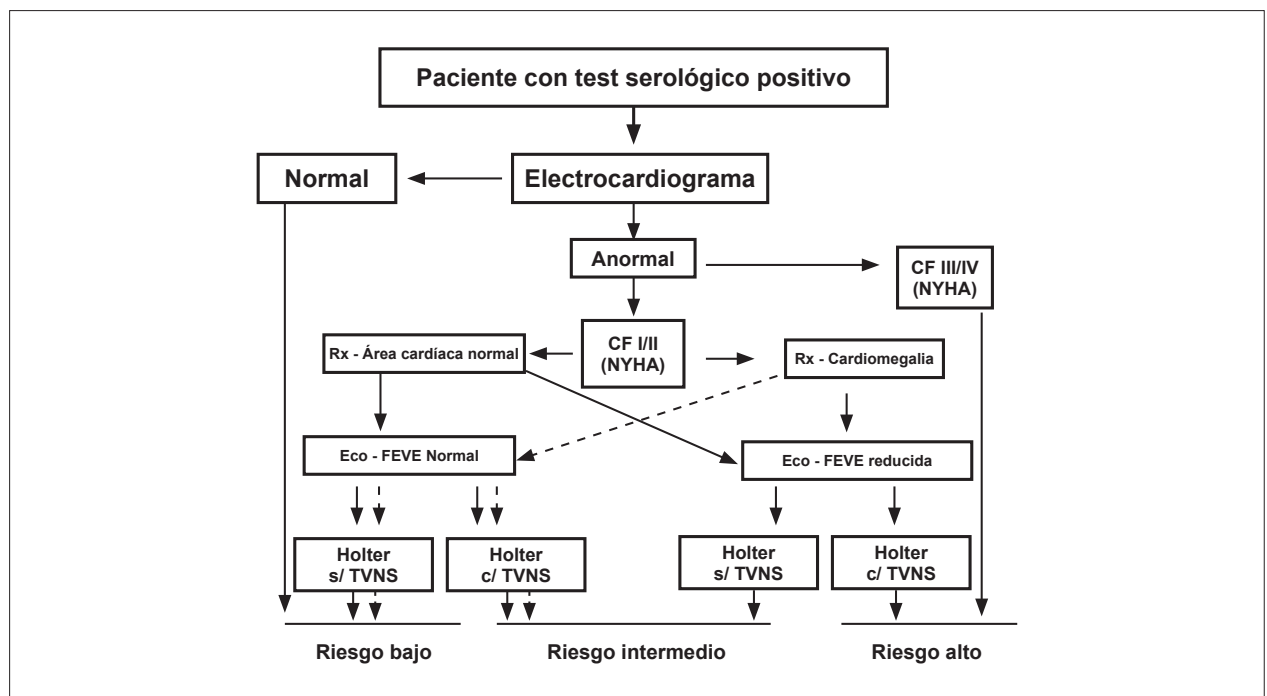 Paciente con test serológico positivo
Normal
Electrocardiograma
Anormal
CF III/IV
(NYHA)
CF I/II
(NYHA)
Rx - Área cardíaca normal
Rx - Cardiomegalia
Eco - FEVE Normal
Eco - FEVE reducida
Holter
s/ TVNS
Holter
c/ TVNS
Holter
s/ TVNS
Holter
c/ TVNS
Riesgo bajo
Riesgo intermedio
Riesgo alto